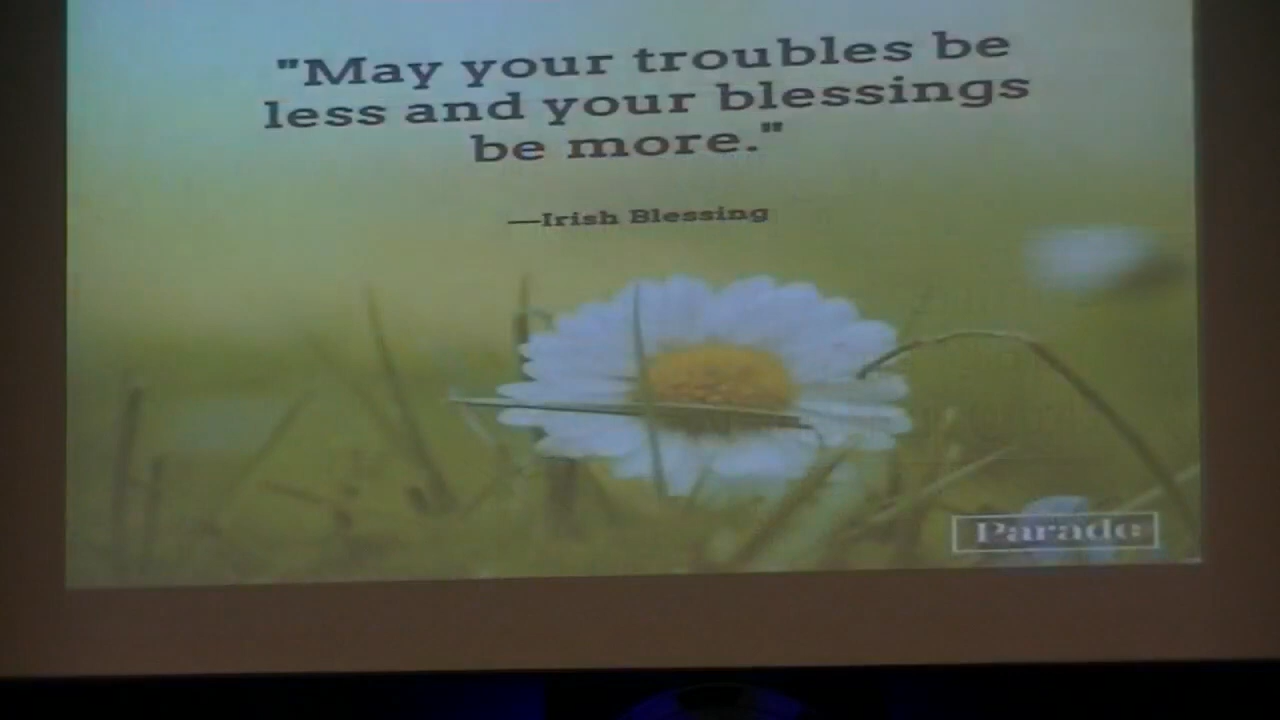 "May your troubles be
less and your blessings
be more."
—Irish Blessing
Parade